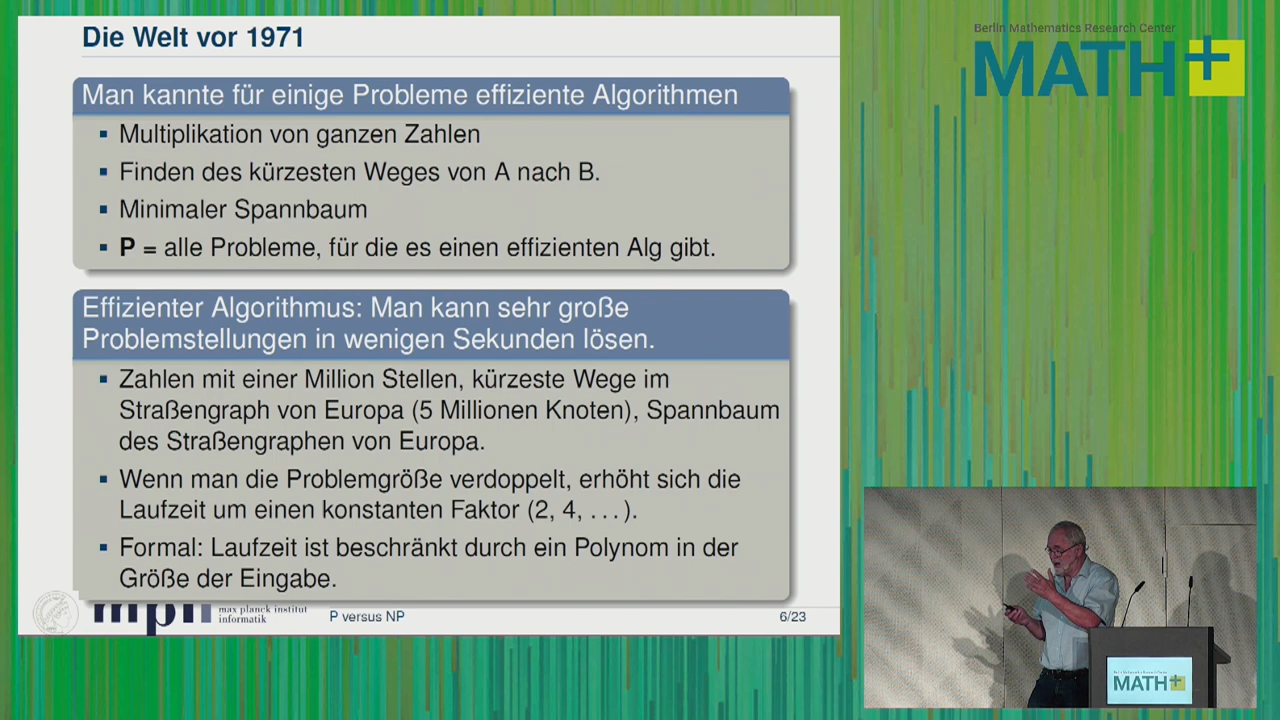 Die Welt vor 1971
Man kannte für einige Probleme effiziente Algorithmen
▪ Multiplikation von ganzen Zahlen
▪ Finden des kürzesten Weges von A nach B.
▪ Minimaler Spannbaum
▪ P = alle Probleme, für die es einen effizienten Alg gibt.
Effizienter Algorithmus: Man kann sehr große
Problemstellungen in wenigen Sekunden lösen.
▪ Zahlen mit einer Million Stellen, kürzeste Wege im
Straßengraph von Europa (5 Millionen Knoten), Spannbaum
des Straßengraphen von Europa.
▪ Wenn man die Problemgröße verdoppelt, erhöht sich die
Laufzeit um einen konstanten Faktor (2, 4, . . . ).
▪ Formal: Laufzeit ist beschränkt durch ein Polynom in der
Größe der Eingabe.
max planck institut
informatik
P versus NP
6/23
Berlin Mathematics Research Center
MATH+
MATH+